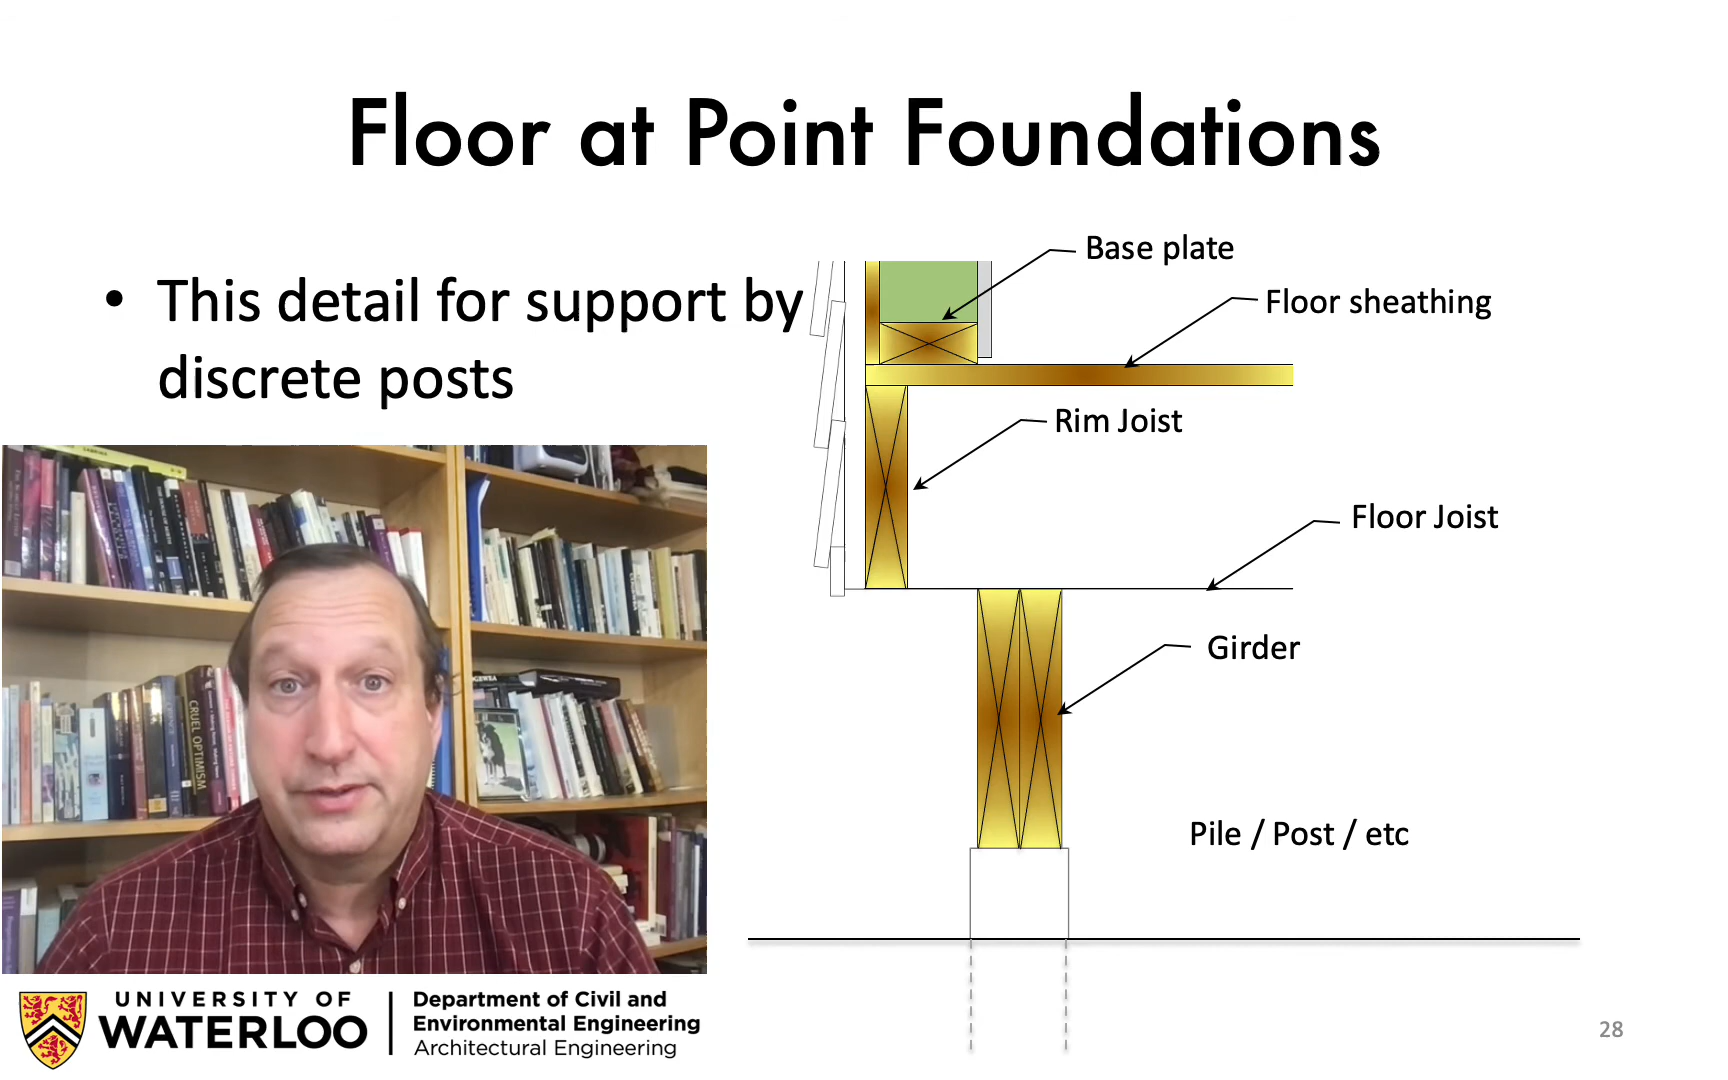 Floor at Point Foundations
• This detail for support by
discrete posts
Base plate
Floor sheathing
Rim Joist
Floor Joist
Girder
Pile / Post / etc
CRUEL OPTIMISM
UNIVERSITY OF
WATERLOO
Department of Civil and
Environmental Engineering
Architectural Engineering
28